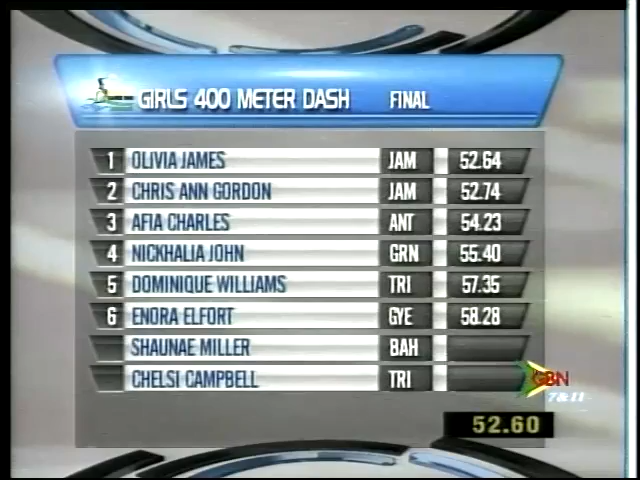 GIRLS 400 METER DASH FINAL
1 OLIVIA JAMES JAM 52.64
2 CHRIS ANN GORDON JAM 52.74
3 AFIA CHARLES ANT 54.23
4 NICKHALIA JOHN GRN 55.40
5 DOMINIQUE WILLIAMS TRI 57.35
6 ENORA ELFORT GYE 58.28
SHAUNAE MILLER BAH
CHELSI CAMPBELL TRI
GBN
7&11
52.60